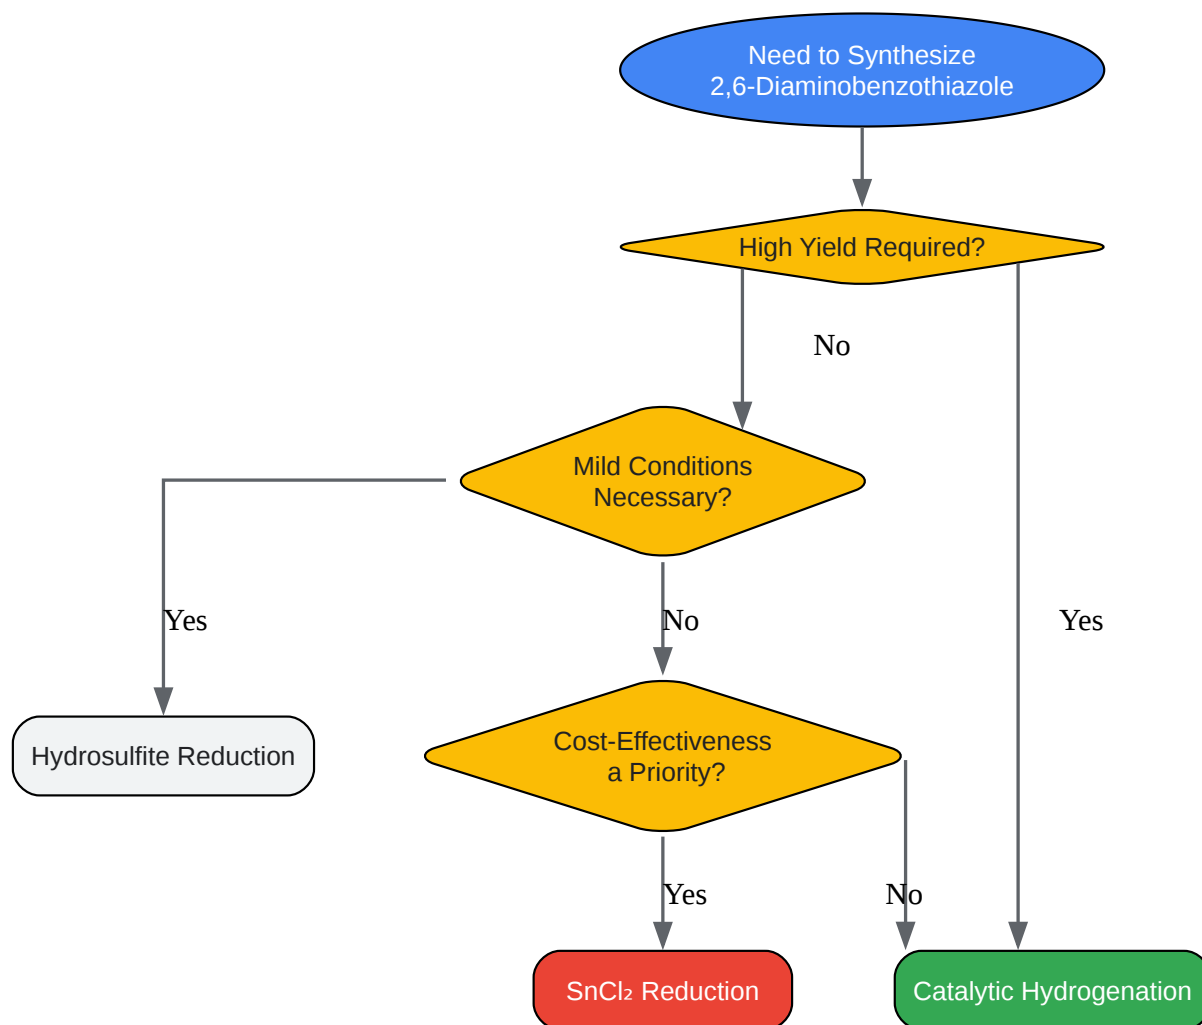 Need to Synthesize
2,6-Diaminobenzothiazole
High Yield Required?
No
Mild Conditions
Necessary?
Yes
No
Yes
Hydrosulfite Reduction
Cost-Effectiveness
a Priority?
Yes
No
SnCl₂ Reduction
Catalytic Hydrogenation